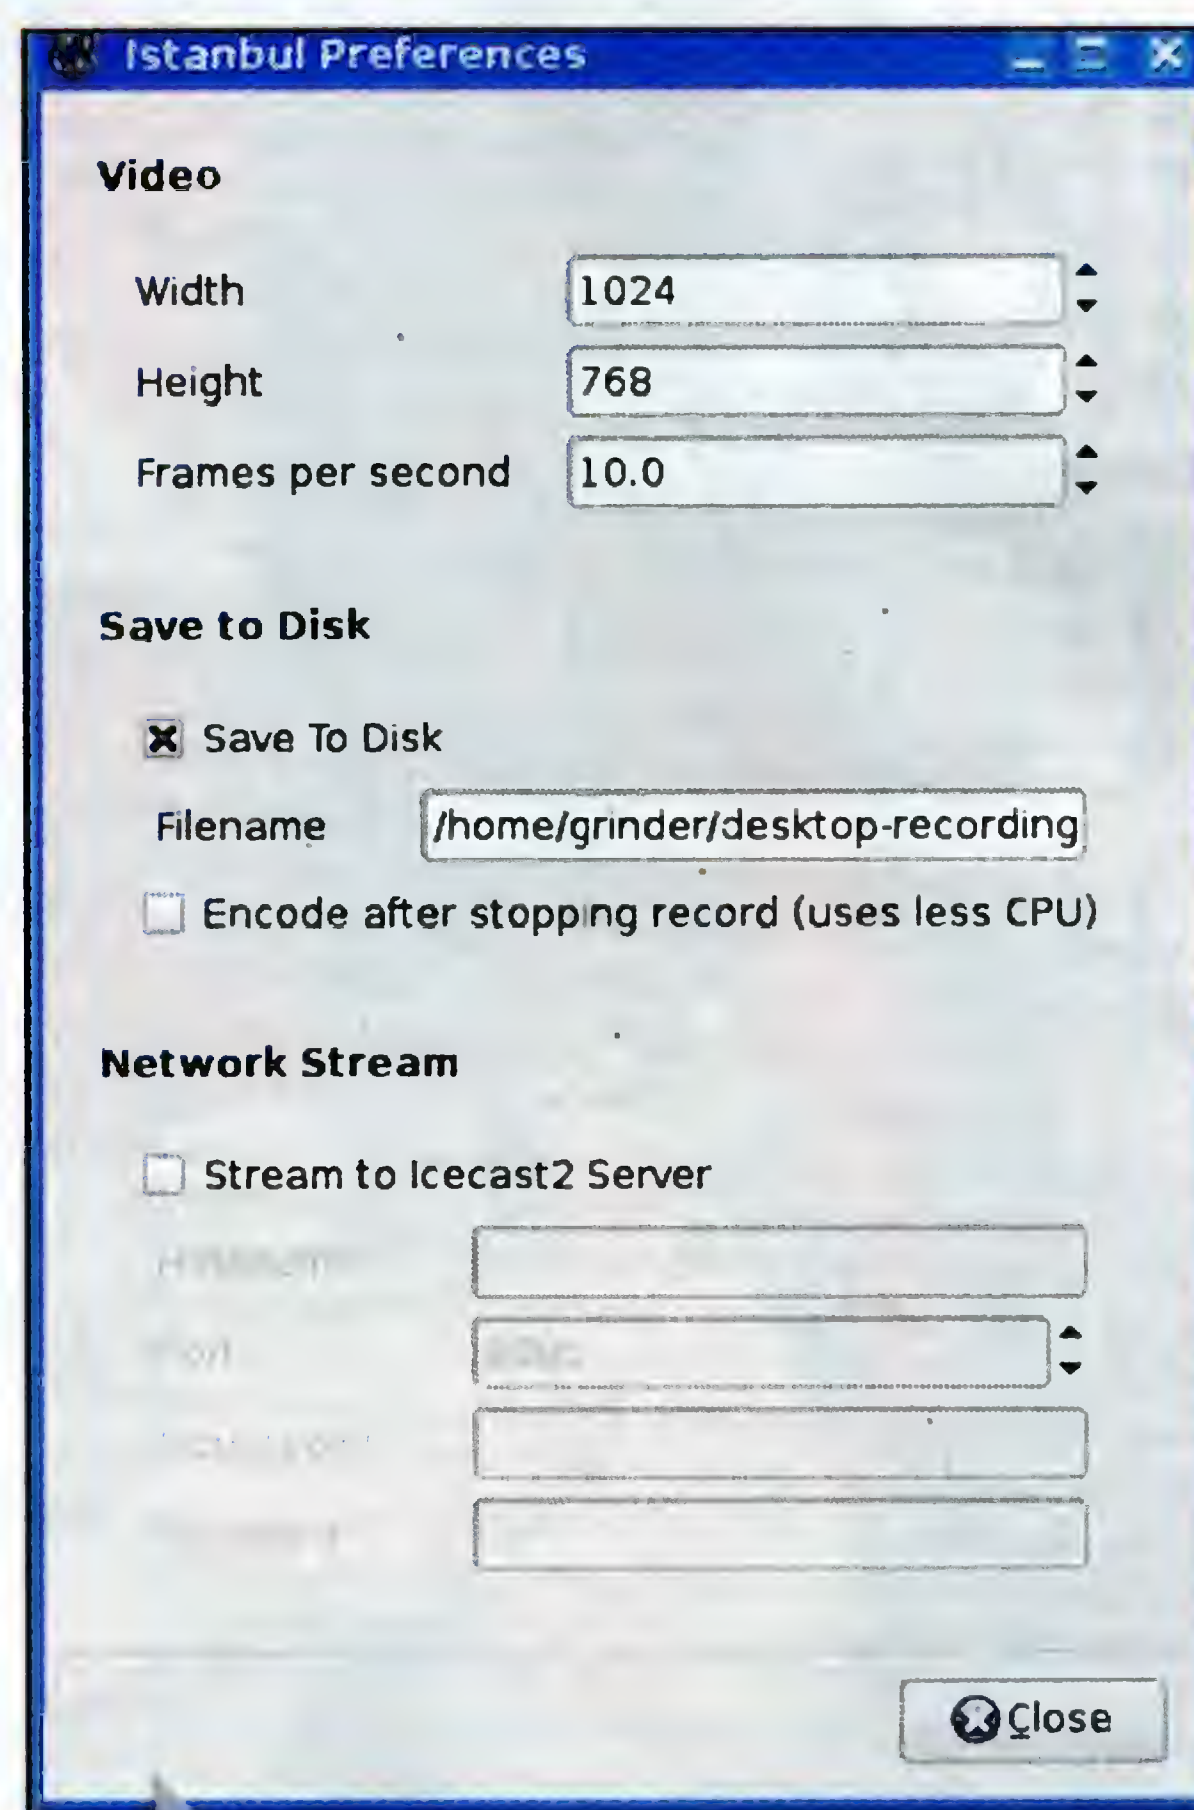 Istanbul Preferences
Video
Width 1024
Height 768
Frames per second 10.0
Save to Disk
Save To Disk
Filename /home/grinder/desktop-recording
Encode after stopping record (uses less CPU)
Network Stream
Stream to Icecast2 Server
Close